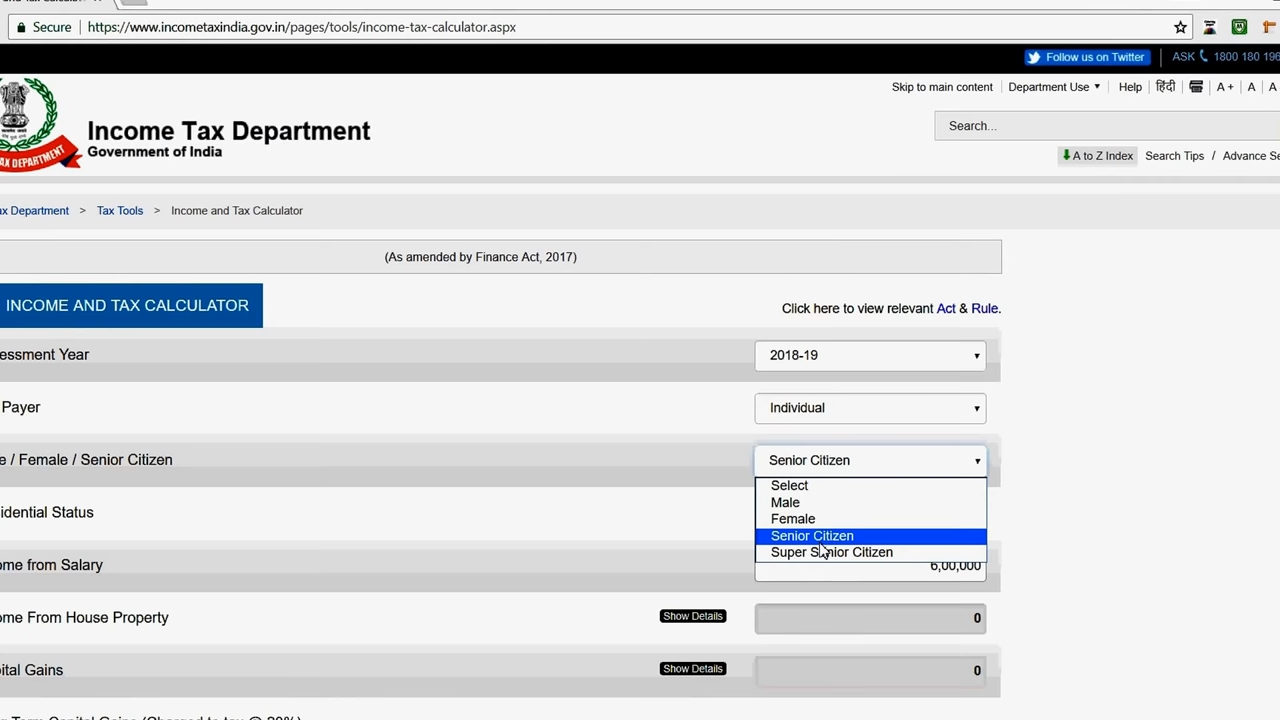 Secure https://www.incometaxindia.gov.in/pages/tools/income-tax-calculator.aspx
Follow us on Twitter ASK 1800 180 196
Skip to main content Department Use Help हिंदी A + A A
Income Tax Department
Government of India
TAX DEPARTMENT
Search...
A to Z Index Search Tips / Advance Se
ax Department > Tax Tools > Income and Tax Calculator
(As amended by Finance Act, 2017)
INCOME AND TAX CALCULATOR
Click here to view relevant Act & Rule.
essment Year 2018-19
Payer Individual
e / Female / Senior Citizen Senior Citizen
Select
Male
Female
Senior Citizen
Super Senior Citizen
idential Status
ome from Salary 6,00,000
ome From House Property Show Details 0
ital Gains Show Details 0